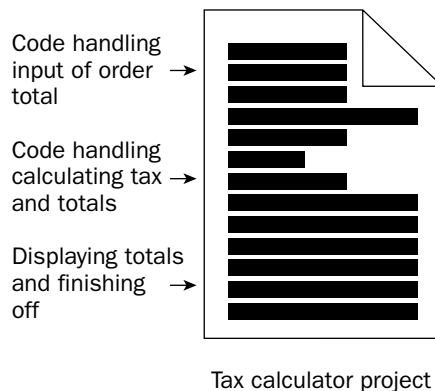 Code handling
input of order
total
Code handling
calculating tax
and totals
Displaying totals
and finishing
off
Tax calculator project